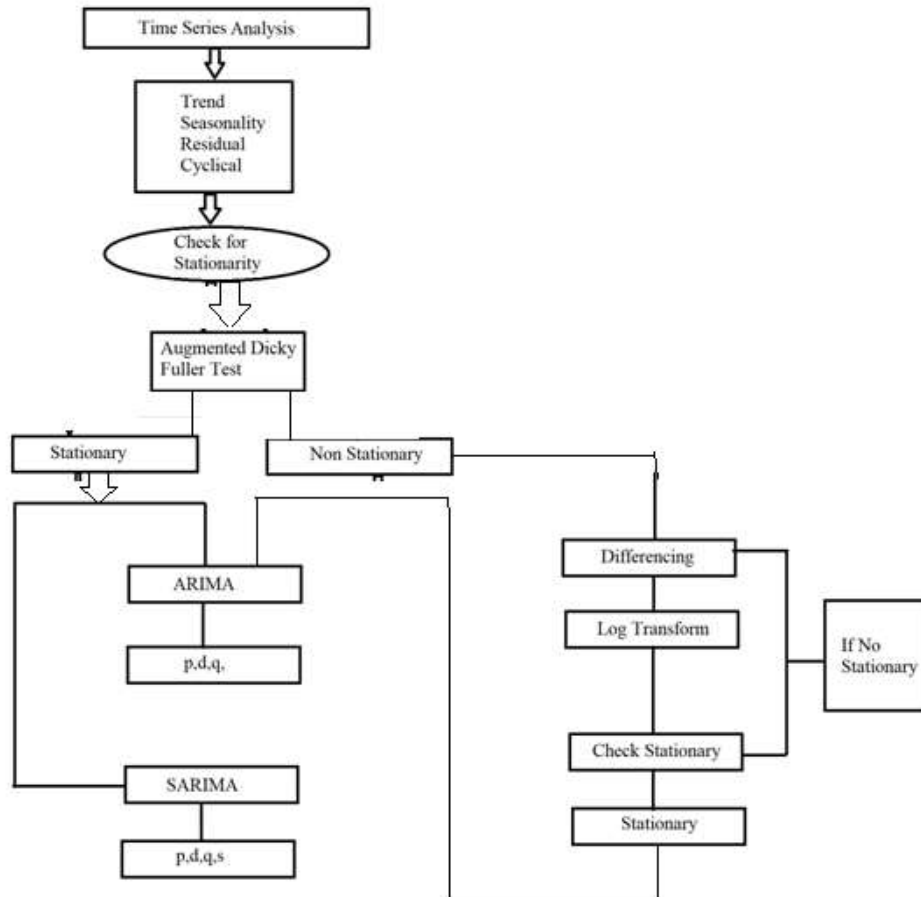 Time Series Analysis
Trend
Seasonality
Residual
Cyclical
Check for
Stationarity
Augmented Dicky
Fuller Test
Stationary
Non Stationary
Differencing
ARIMA
Log Transform
If No
Stationary
p,d,q,
Check Stationary
SARIMA
Stationary
p,d,q,s